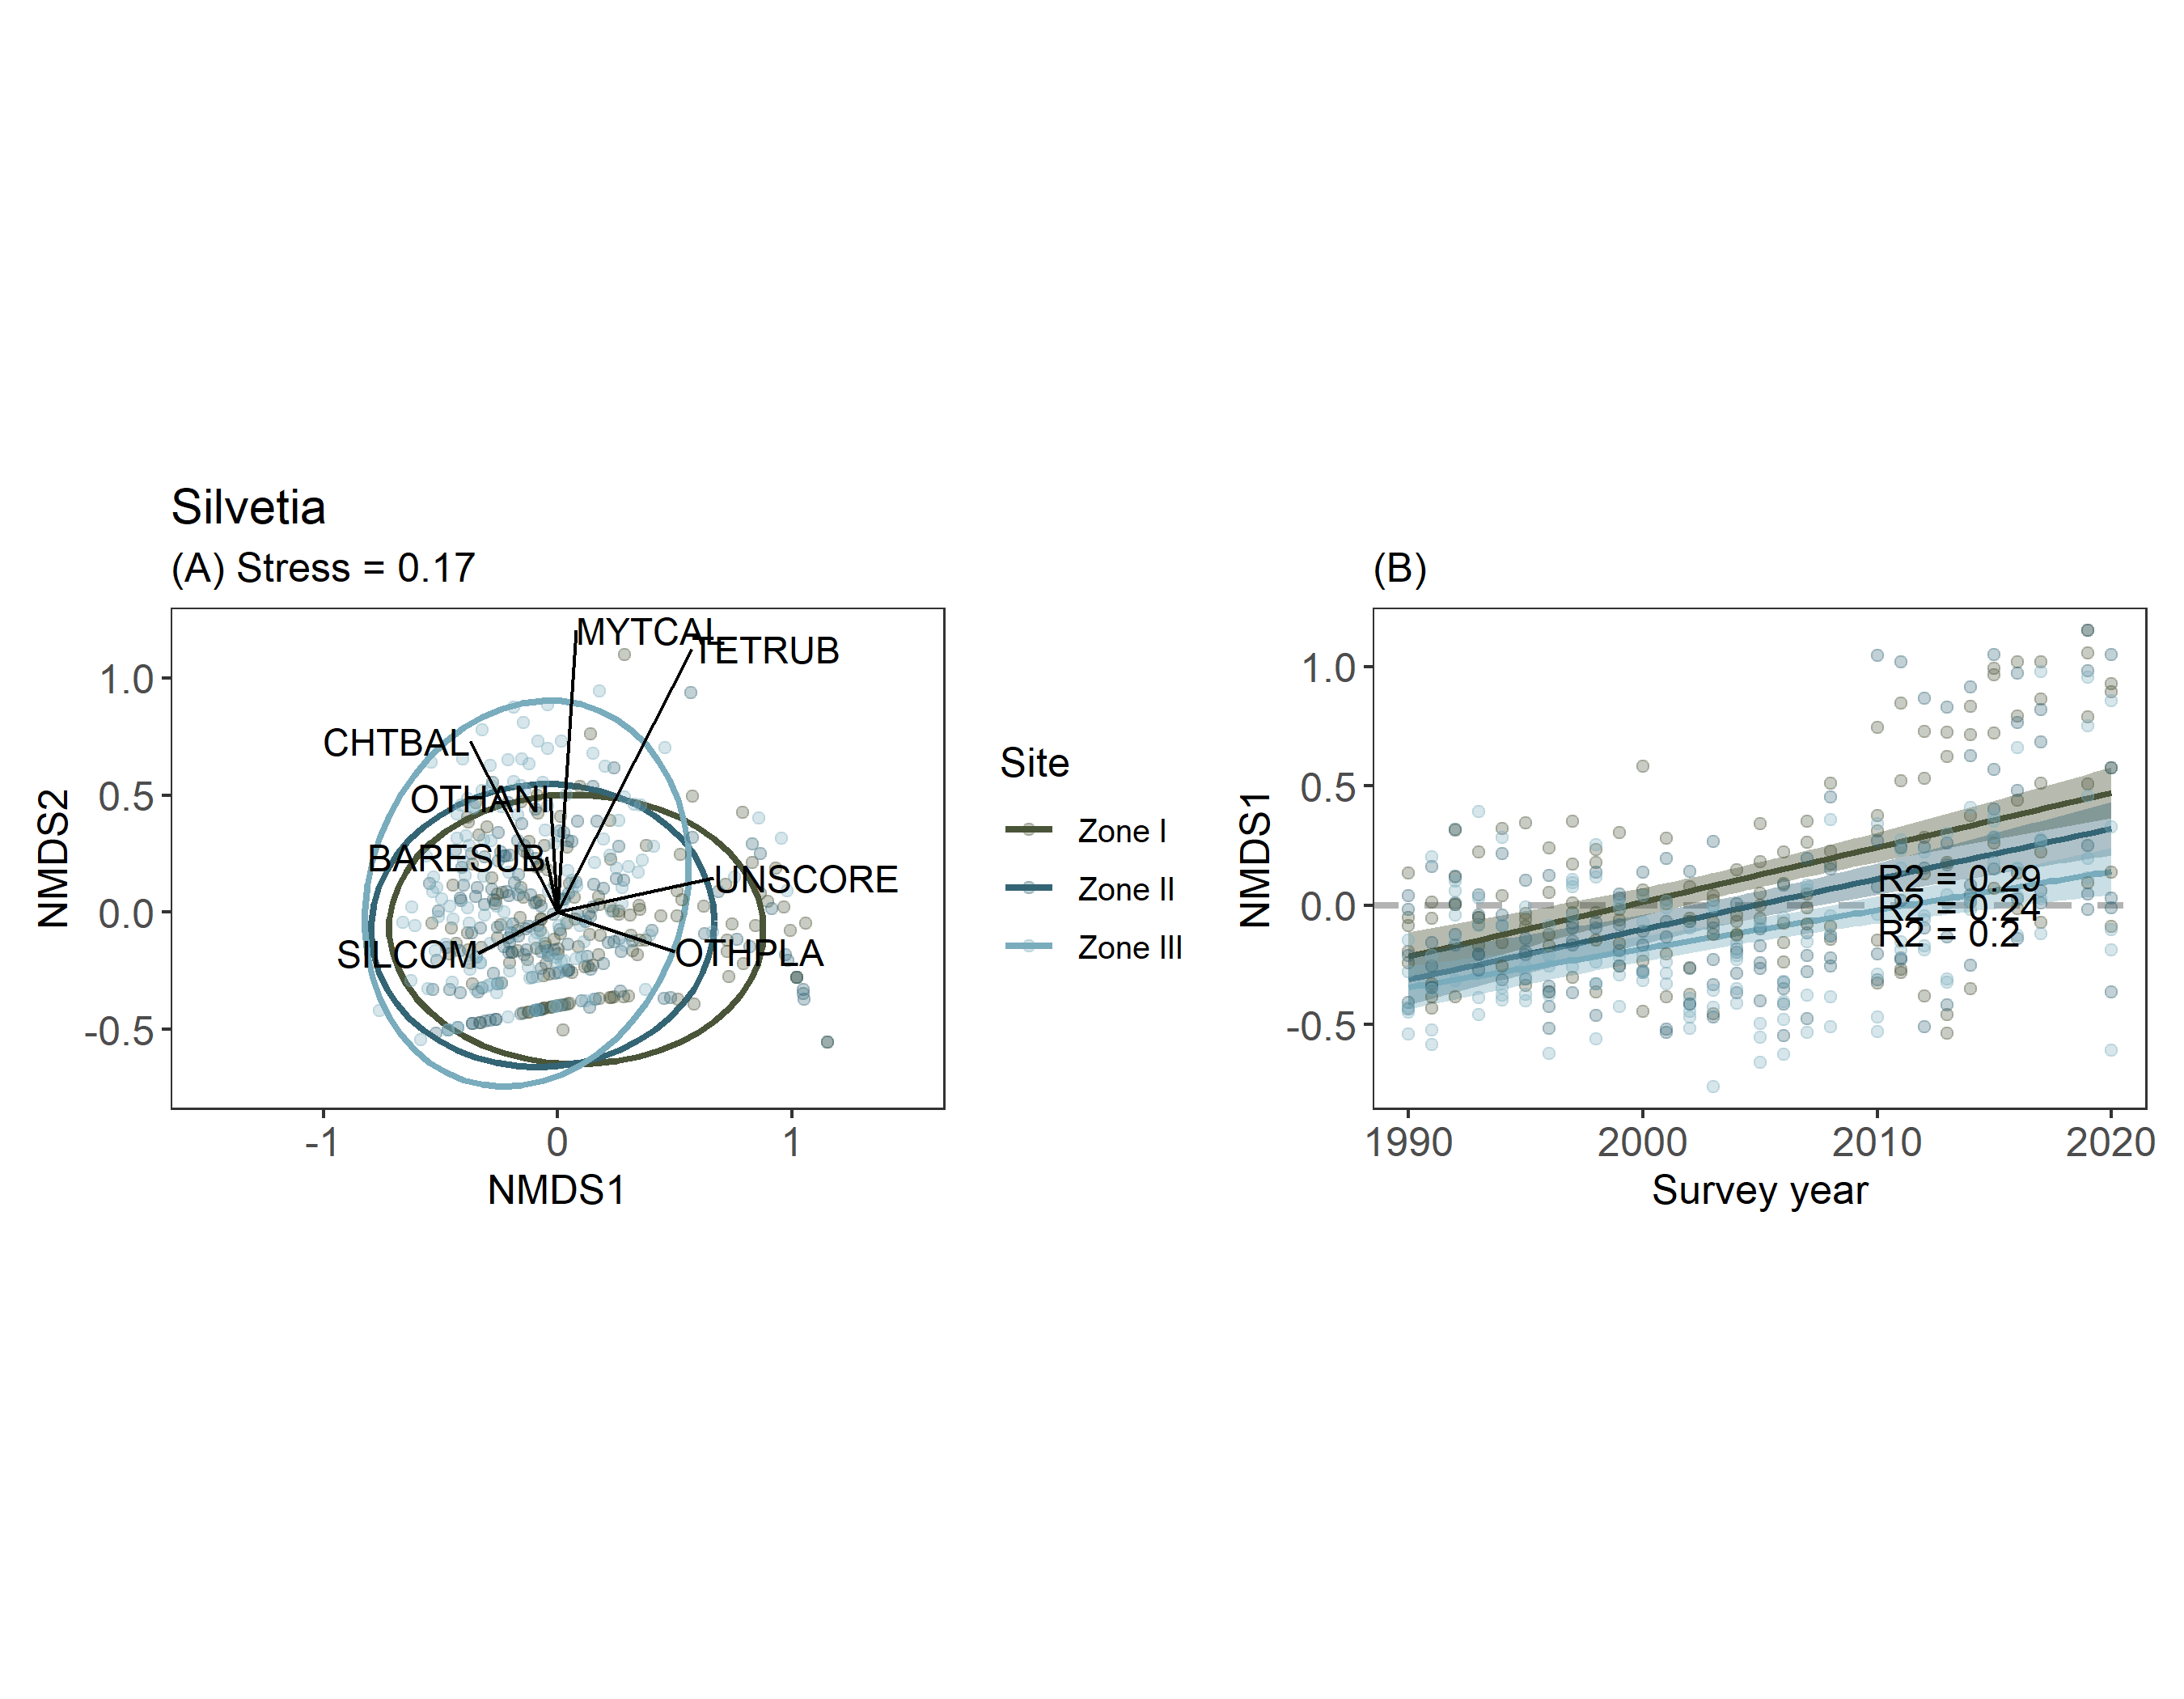 Silvetia
(A) Stress = 0.17
NMDS2
1.0
0.5
0.0
-0.5
MYTCAL
TETRUB
CHTBAL
OTHANI
BARESUB
UNSCORE
SILCOM
OTHPLA
-1
0
1
NMDS1
Site
Zone I
Zone II
Zone III
(B)
NMDS1
1.0
0.5
0.0
-0.5
R2 = 0.29
R2 = 0.24
R2 = 0.2
1990
2000
2010
2020
Survey year